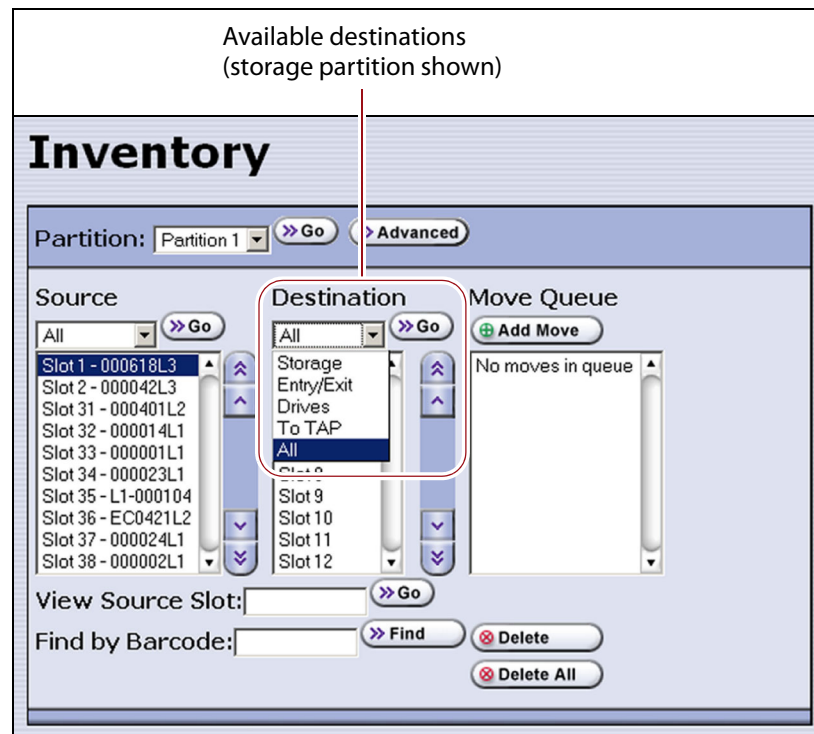 Available destinations
(storage partition shown)
Inventory
Partition: Partition 1 Go Advanced
Source
All Go
Slot 1 - 000618L3
Slot 2 - 000042L3
Slot 31 - 000401L2
Slot 32 - 000014L1
Slot 33 - 000001L1
Slot 34 - 000023L1
Slot 35 - L1-000104
Slot 36 - EC0421L2
Slot 37 - 000024L1
Slot 38 - 000002L1
Destination
All Go
Storage
Entry/Exit
Drives
To TAP
All
Slot 9
Slot 10
Slot 11
Slot 12
Move Queue
Add Move
No moves in queue
View Source Slot: Go
Find by Barcode: Find
Delete
Delete All